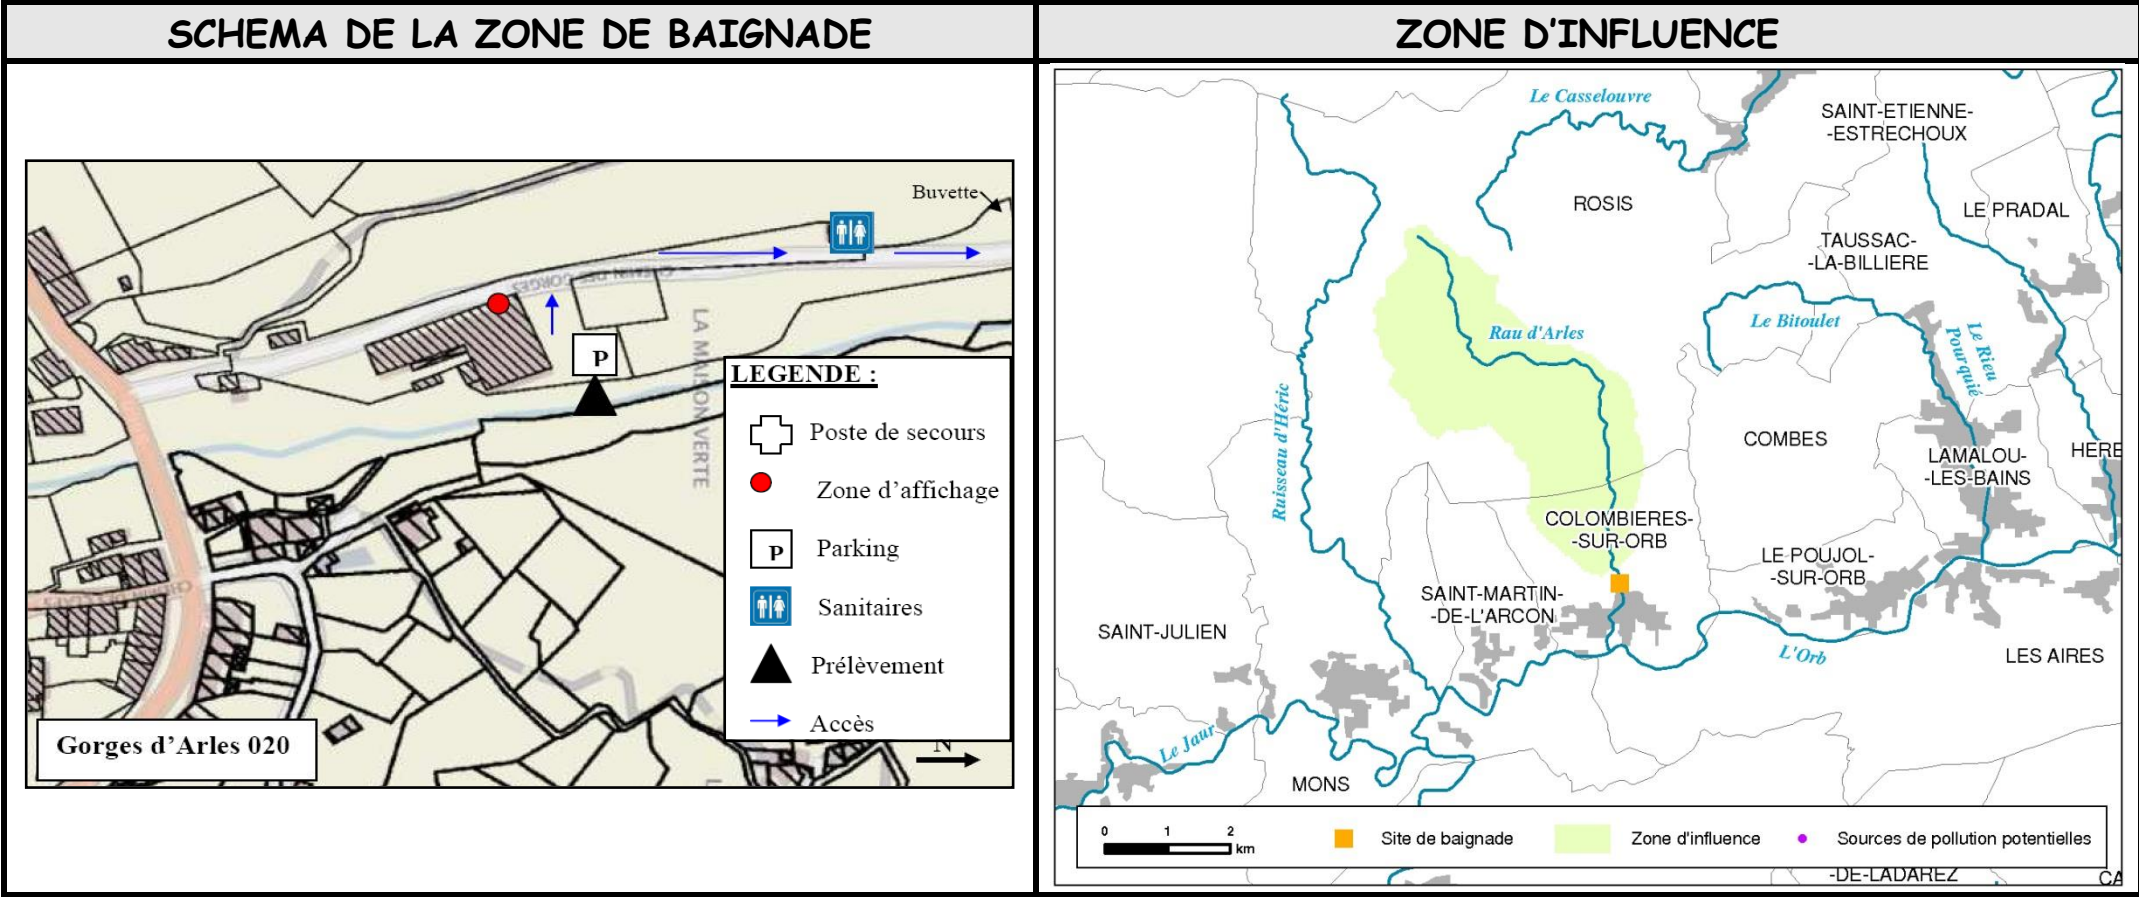 SCHEMA DE LA ZONE DE BAIGNADE
ZONE D'INFLUENCE
Buvette
CHEMIN DES GORGES
P
LA MAISON VERTE
LEGENDE :
Poste de secours
Zone d'affichage
P
Parking
Sanitaires
Prélèvement
Accès
N
Gorges d'Arles 020
Le Casselouvre
SAINT-ETIENNE-
-ESTRECHOUX
ROSIS
LE PRADAL
TAUSSAC-
-LA-BILLIERE
Rau d'Arles
Le Bitoulet
Le Rieu
Pourquié
Ruisseau d'Héric
COMBES
LAMALOU-
-LES-BAINS
HERE
COLOMBIERES-
-SUR-ORB
LE POUJOL-
-SUR-ORB
SAINT-MARTIN-
-DE-L'ARCON
SAINT-JULIEN
L'Orb
LES AIRES
Le Jaur
MONS
0 1 2
km
Site de baignade
Zone d'influence
Sources de pollution potentielles
-DE-LADAREZ
CA